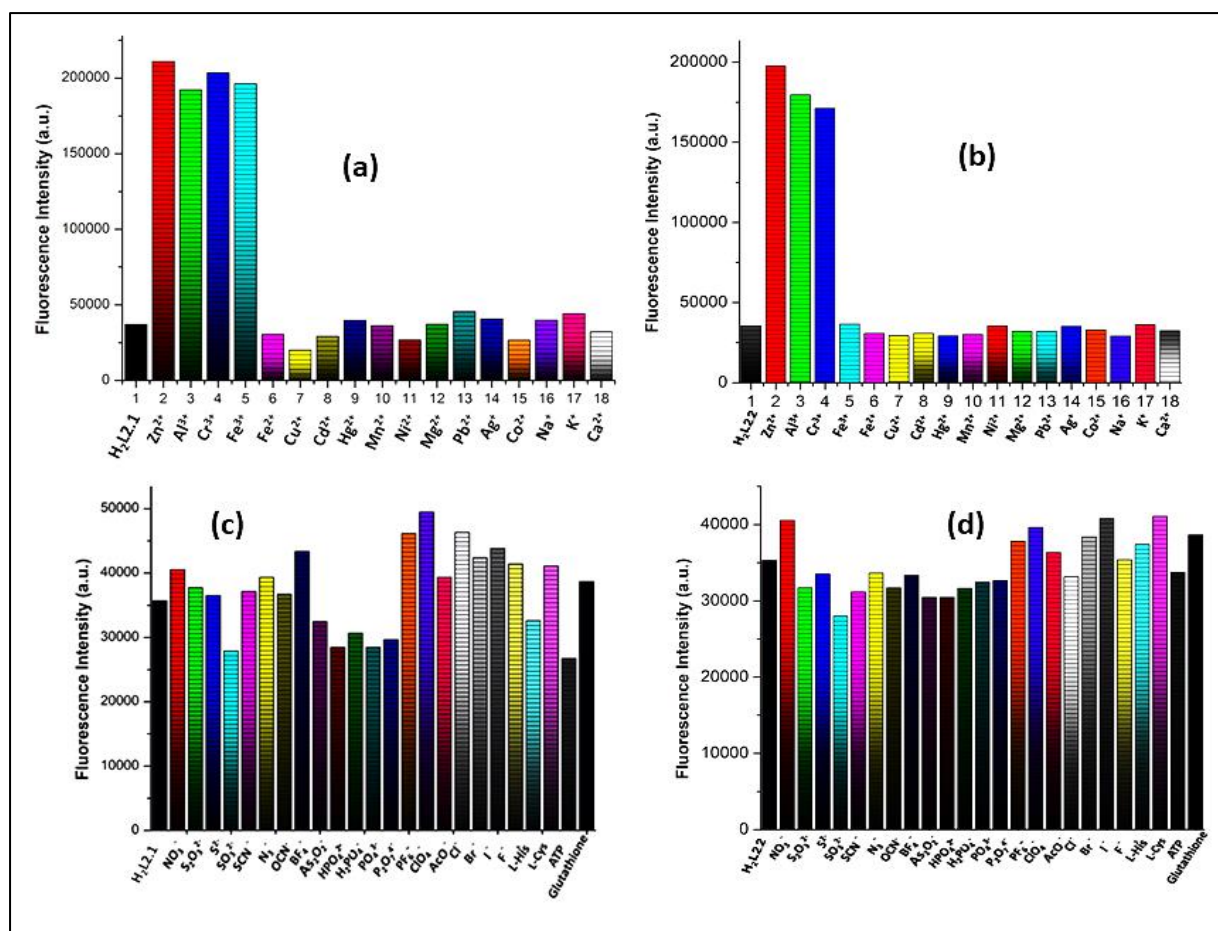 (a)
Fluorescence Intensity (a.u.)
200000
150000
100000
50000
0
1 2 3 4 5 6 7 8 9 10 11 12 13 14 15 16 17 18
H₂L2.1 Zn²⁺ Al³⁺ Cr³⁺ Fe³⁺ Fe²⁺ Cu²⁺ Cd²⁺ Hg²⁺ Mn²⁺ Ni²⁺ Mg²⁺ Pb²⁺ Ag⁺ Co²⁺ Na⁺ K⁺ Ca²⁺
(b)
Fluorescence Intensity (a.u.)
200000
150000
100000
50000
0
1 2 3 4 5 6 7 8 9 10 11 12 13 14 15 16 17 18
H₂L2.2 Zn²⁺ Al³⁺ Cr³⁺ Fe³⁺ Fe²⁺ Cu²⁺ Cd²⁺ Hg²⁺ Mn²⁺ Ni²⁺ Mg²⁺ Pb²⁺ Ag⁺ Co²⁺ Na⁺ K⁺ Ca²⁺
(c)
Fluorescence Intensity (a.u.)
50000
40000
30000
20000
10000
0
H₂L2.1 NO₃⁻ S₂O₃²⁻ S²⁻ SO₃²⁻ SCN⁻ N₃⁻ OCN⁻ BF₄⁻ HPO₄²⁻ H₂PO₄⁻ PO₄³⁻ P₂O₇⁴⁻ PF₆⁻ ClO₄⁻ AcO⁻ Cl⁻ Br⁻ I⁻ F⁻ L-His L-Cys ATP Glutathione
(d)
Fluorescence Intensity (a.u.)
40000
30000
20000
10000
0
H₂L2.2 NO₃⁻ S₂O₃²⁻ S²⁻ SO₃²⁻ SCN⁻ N₃⁻ OCN⁻ BF₄⁻ HPO₄²⁻ H₂PO₄⁻ PO₄³⁻ P₂O₇⁴⁻ PF₆⁻ ClO₄⁻ AcO⁻ Cl⁻ Br⁻ I⁻ F⁻ L-His L-Cys ATP Glutathione